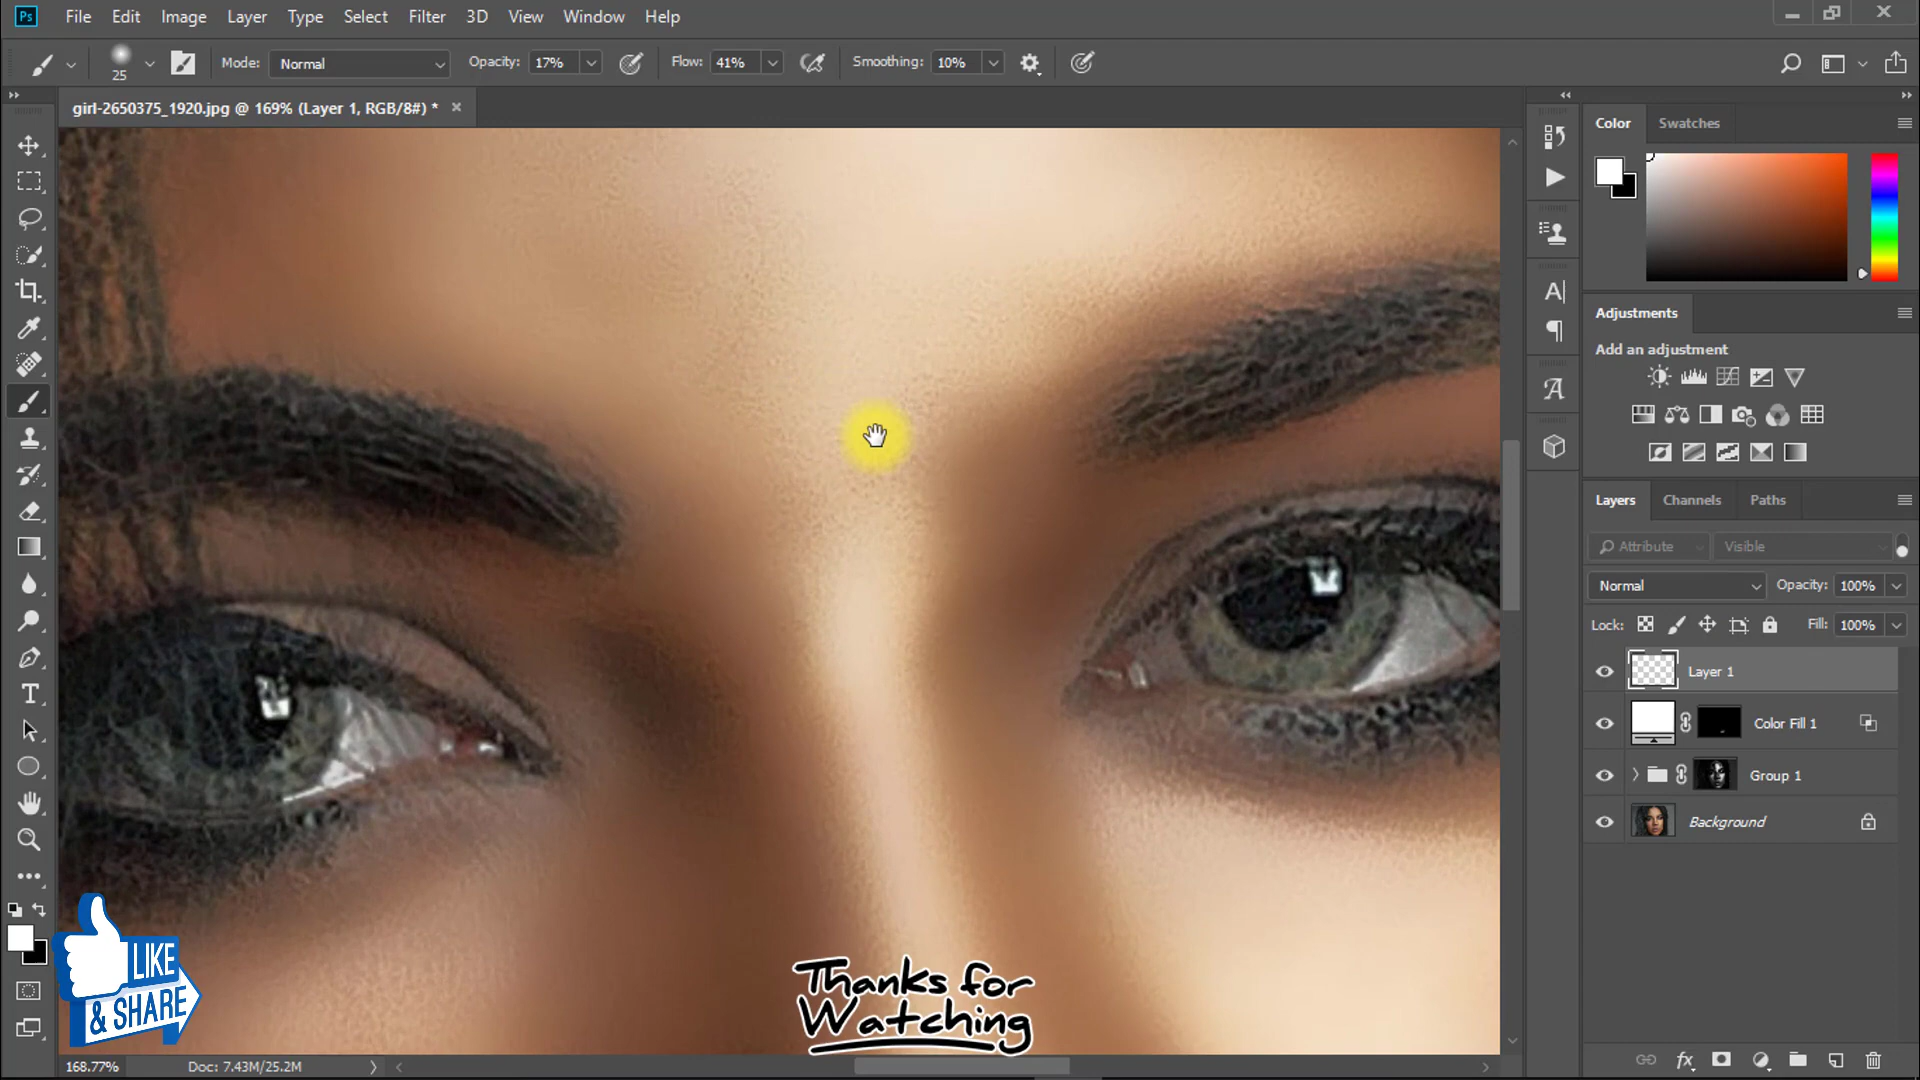 Ps File Edit Image Layer Type Select Filter 3D View Window Help
25 Mode: Normal Opacity: 17% Flow: 41% Smoothing: 10%
girl-2650375_1920.jpg @ 169% (Layer 1, RGB/8#) *
Color Swatches
Adjustments
Add an adjustment
Layers Channels Paths
Attribute Visible
Normal Opacity: 100%
Lock: Fill: 100%
Layer 1
Color Fill 1
Group 1
Background
LIKE
& SHARE
Thanks for
Watching
168.77% Doc: 7.43M/25.2M